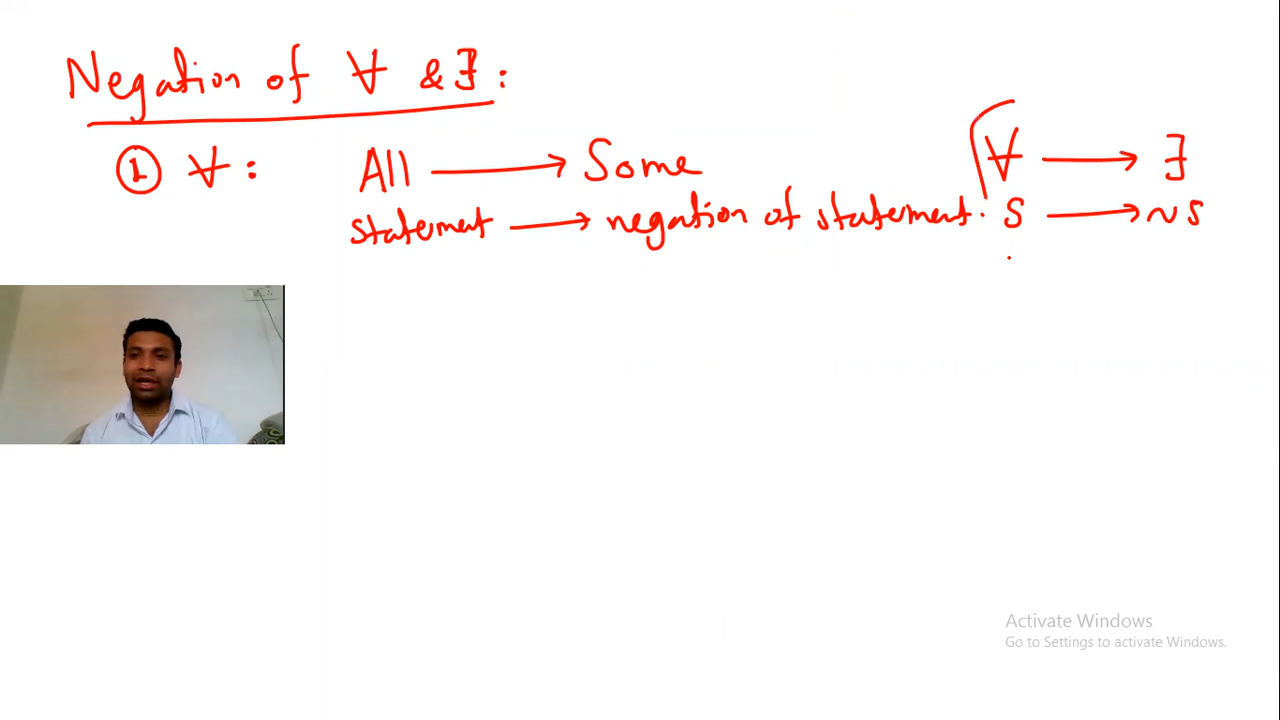 Negation of ∀ & ∃ :
① ∀ : All ⟶ Some ∀ ⟶ ∃
statement ⟶ negation of statement. S ⟶ ~ S
Activate Windows
Go to Settings to activate Windows.